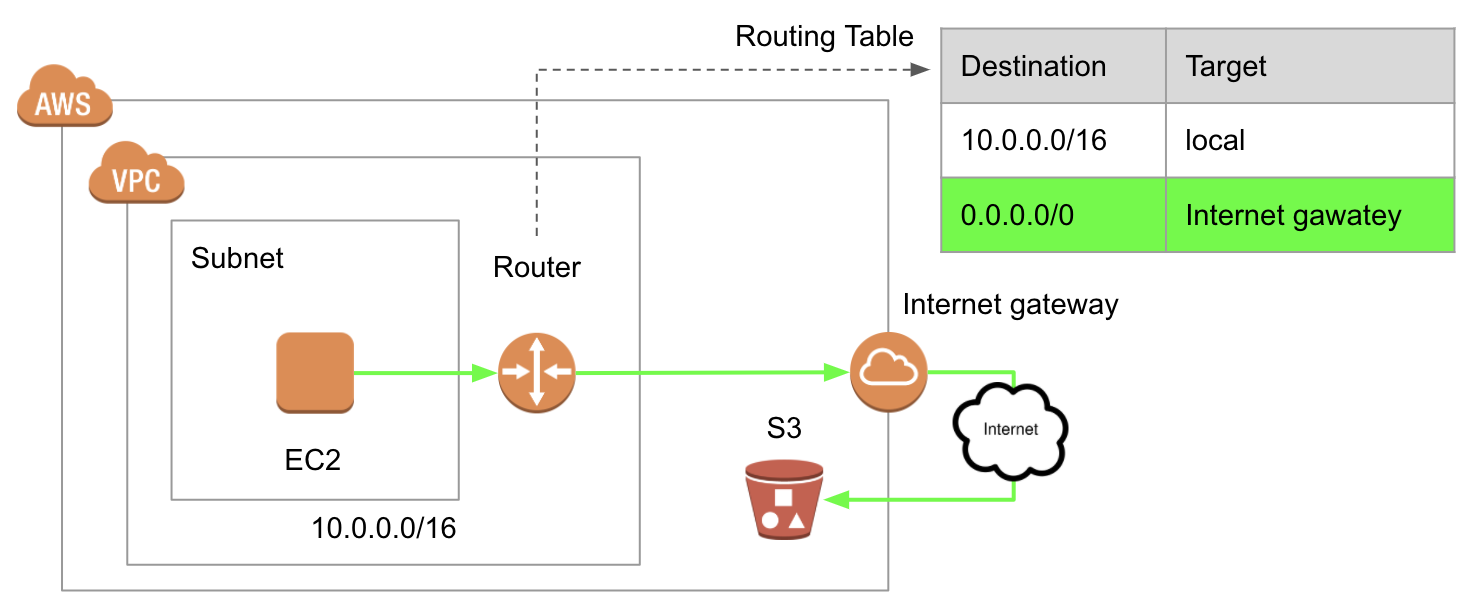 Routing Table
Destination Target
10.0.0.0/16 local
0.0.0.0/0 Internet gawatey
AWS
VPC
Subnet
Router
EC2
10.0.0.0/16
Internet gateway
Internet
S3